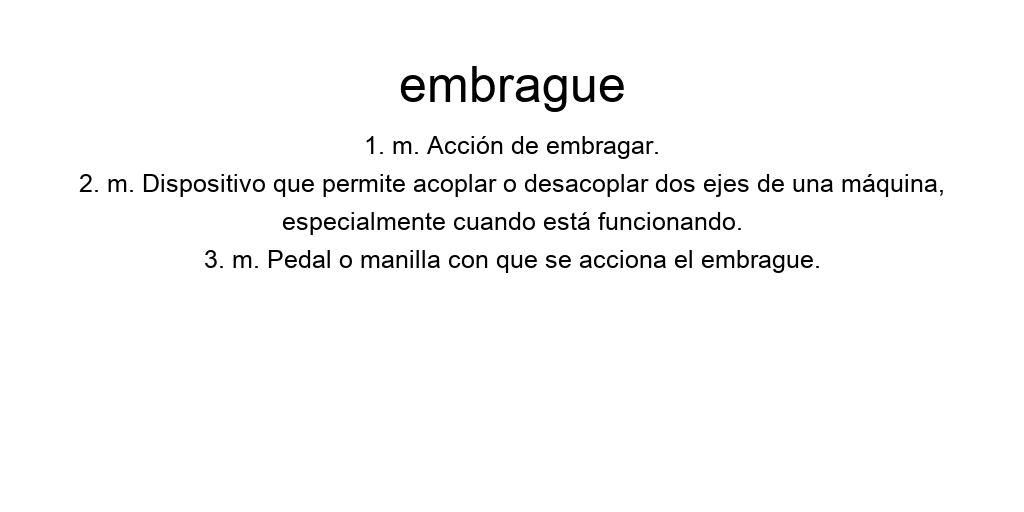 embrague
1. m. Acción de embragar.
2. m. Dispositivo que permite acoplar o desacoplar dos ejes de una máquina,
especialmente cuando está funcionando.
3. m. Pedal o manilla con que se acciona el embrague.